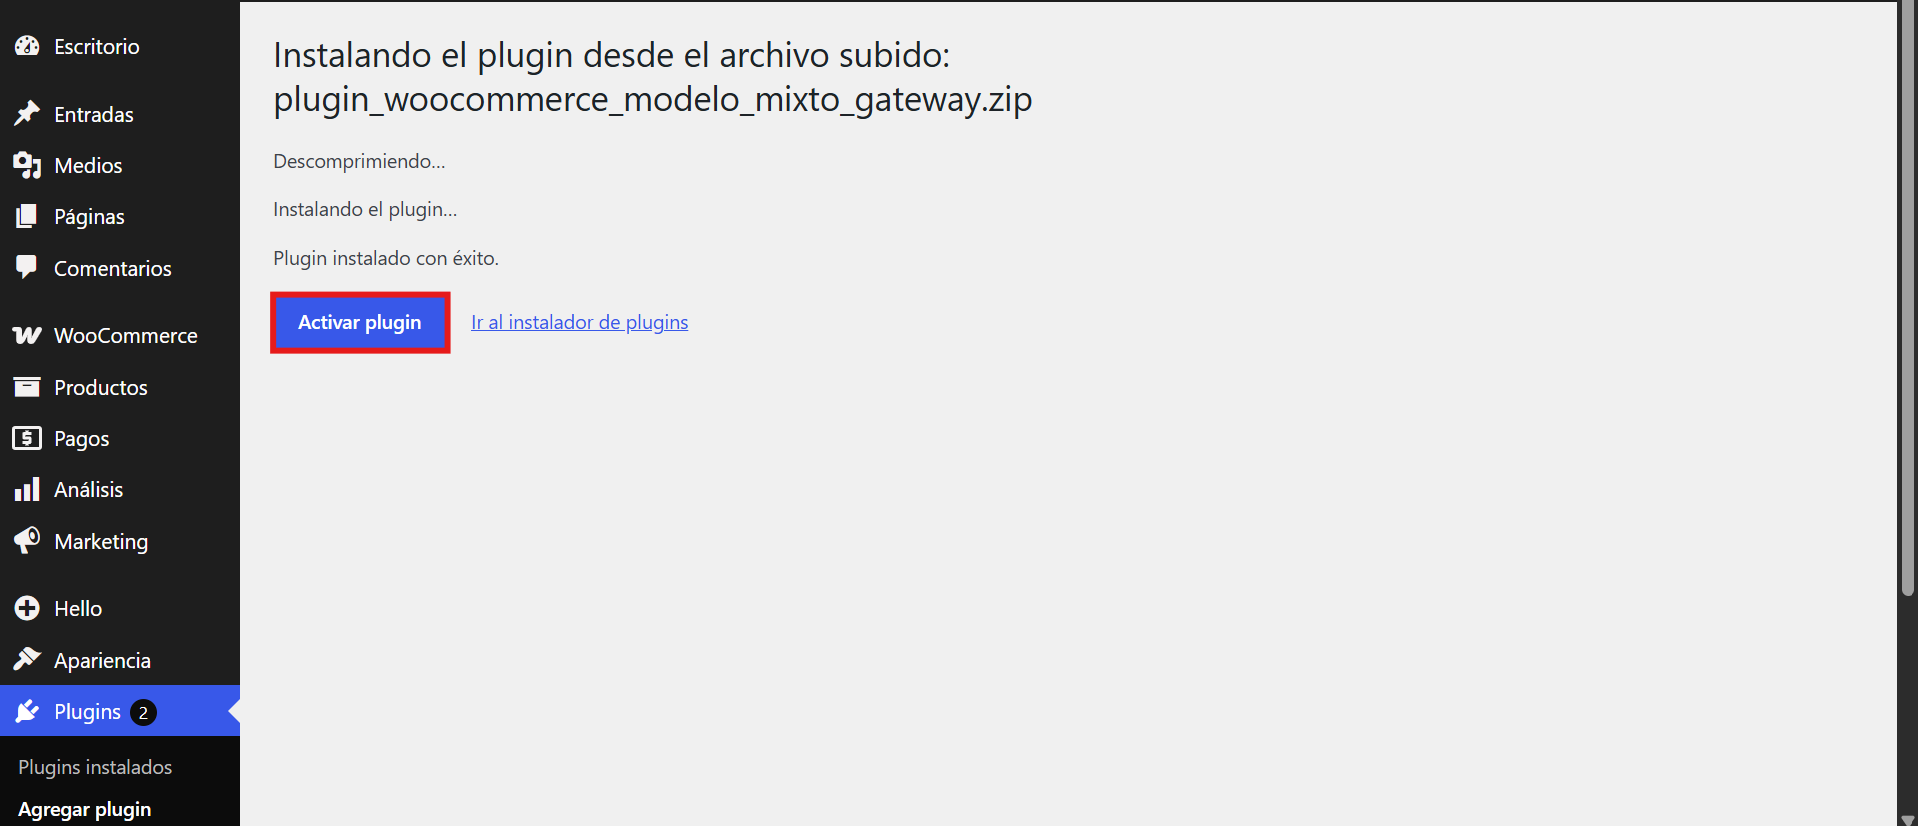 Escritorio
Entradas
Medios
Páginas
Comentarios
WooCommerce
Productos
Pagos
Análisis
Marketing
Hello
Apariencia
Plugins 2
Plugins instalados
Agregar plugin
Instalando el plugin desde el archivo subido:
plugin_woocommerce_modelo_mixto_gateway.zip
Descomprimiendo...
Instalando el plugin...
Plugin instalado con éxito.
Activar plugin Ir al instalador de plugins